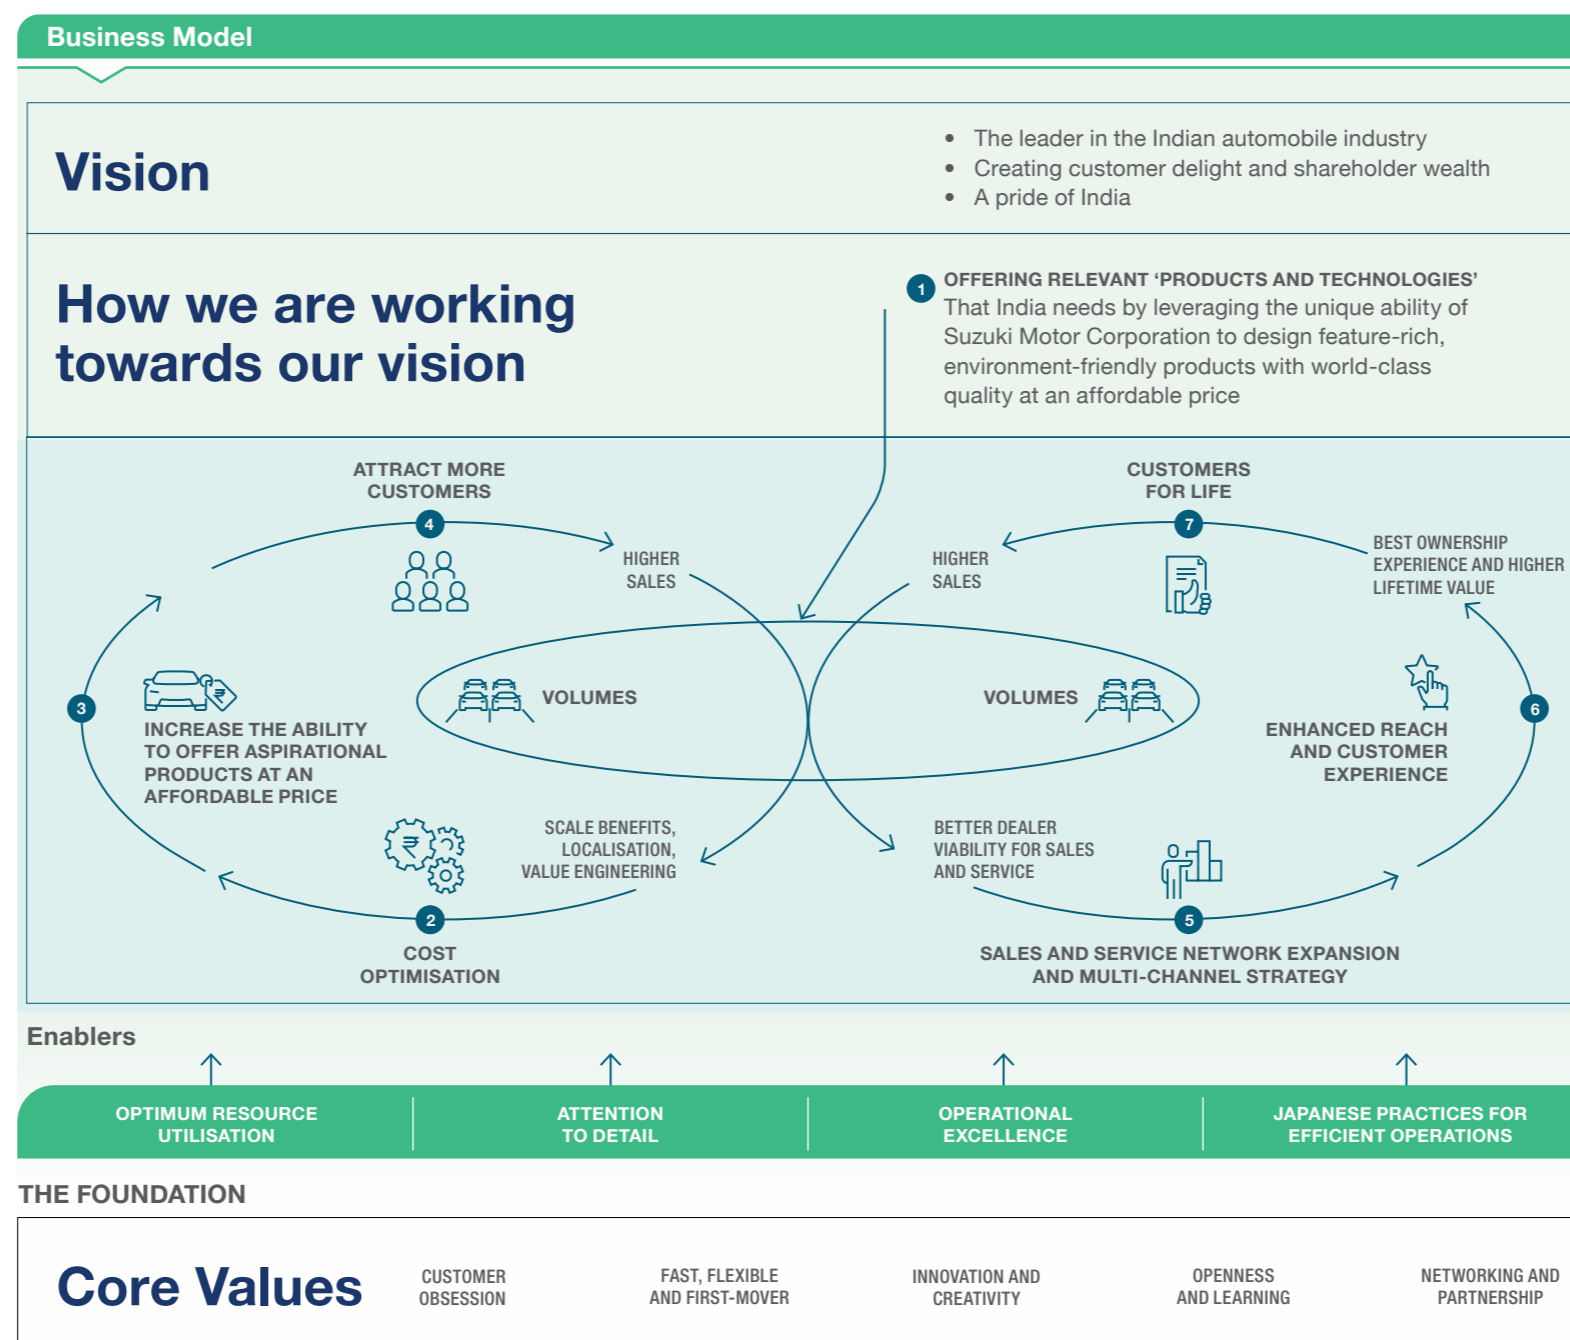 Business Model
Vision
• The leader in the Indian automobile industry
• Creating customer delight and shareholder wealth
• A pride of India
How we are working
towards our vision
1
OFFERING RELEVANT ‘PRODUCTS AND TECHNOLOGIES’
That India needs by leveraging the unique ability of
Suzuki Motor Corporation to design feature-rich,
environment-friendly products with world-class
quality at an affordable price
ATTRACT MORE
CUSTOMERS
4
HIGHER
SALES
CUSTOMERS
FOR LIFE
7
HIGHER
SALES
BEST OWNERSHIP
EXPERIENCE AND HIGHER
LIFETIME VALUE
3
₹
INCREASE THE ABILITY
TO OFFER ASPIRATIONAL
PRODUCTS AT AN
AFFORDABLE PRICE
VOLUMES
VOLUMES
6
ENHANCED REACH
AND CUSTOMER
EXPERIENCE
₹
SCALE BENEFITS,
LOCALISATION,
VALUE ENGINEERING
2
COST
OPTIMISATION
BETTER DEALER
VIABILITY FOR SALES
AND SERVICE
5
SALES AND SERVICE NETWORK EXPANSION
AND MULTI-CHANNEL STRATEGY
Enablers
OPTIMUM RESOURCE
UTILISATION
ATTENTION
TO DETAIL
OPERATIONAL
EXCELLENCE
JAPANESE PRACTICES FOR
EFFICIENT OPERATIONS
THE FOUNDATION
Core Values
CUSTOMER
OBSESSION
FAST, FLEXIBLE
AND FIRST-MOVER
INNOVATION AND
CREATIVITY
OPENNESS
AND LEARNING
NETWORKING AND
PARTNERSHIP